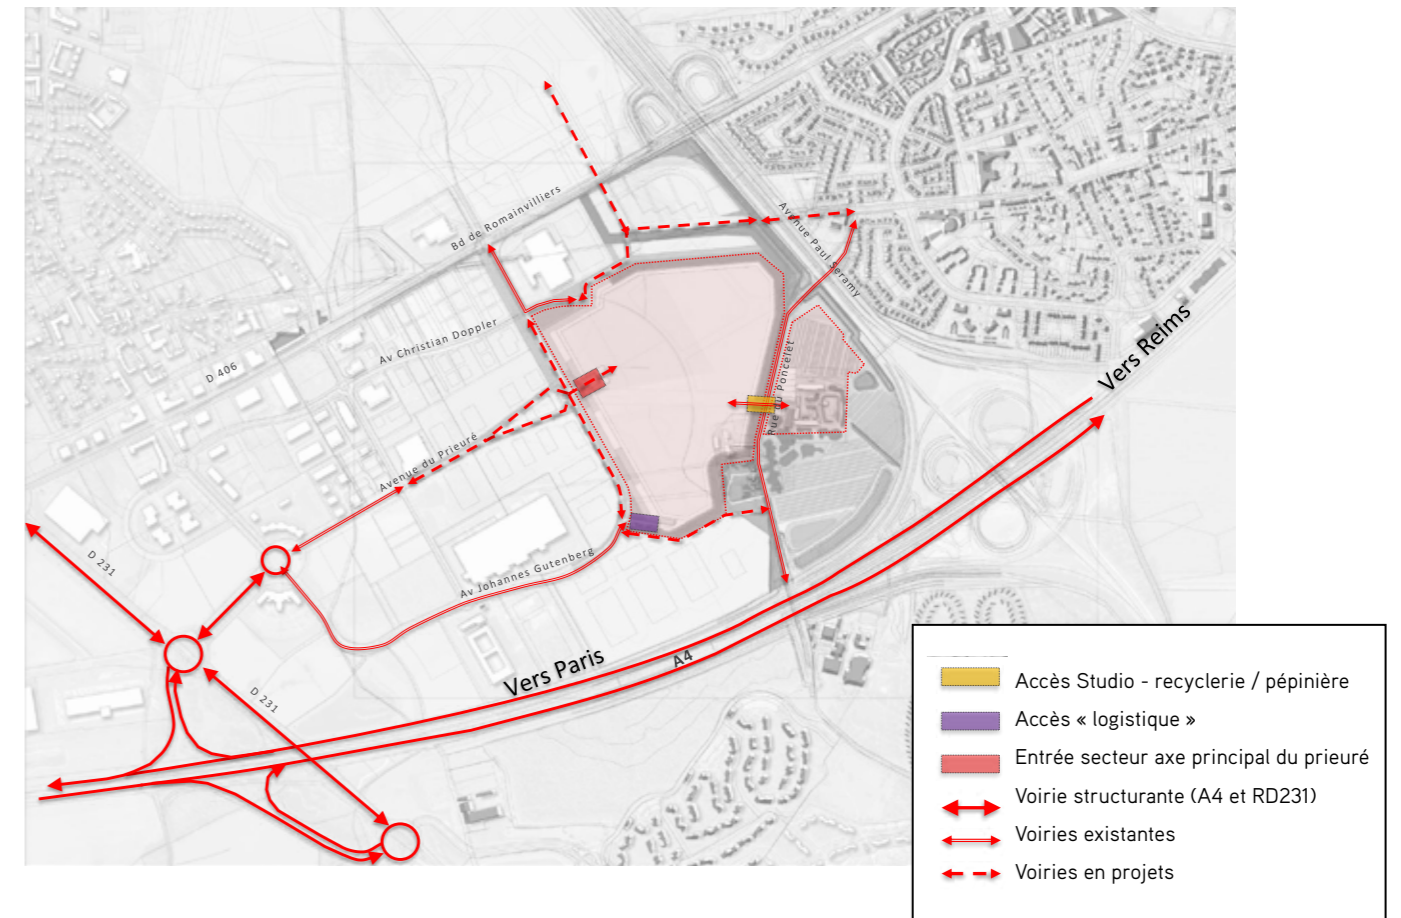 Bd de Romainvilliers
Avenue Paul Séramy
Av Christian Doppler
D 406
Rue du Poncelet
Vers Reims
Avenue du Prieuré
D 231
Av Johannes Gutenberg
Vers Paris
A4
D 231
Accès Studio - recyclerie / pépinière
Accès « logistique »
Entrée secteur axe principal du prieuré
Voirie structurante (A4 et RD231)
Voiries existantes
Voiries en projets